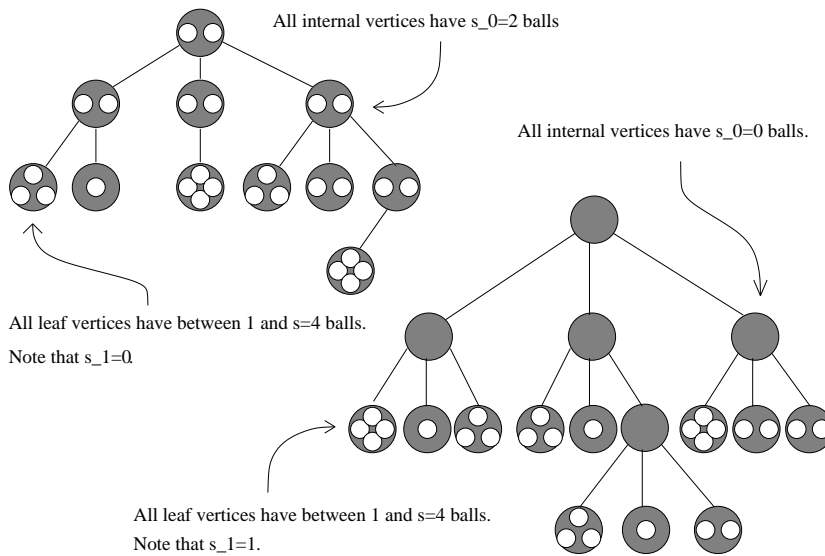 All internal vertices have s_0=2 balls
All internal vertices have s_0=0 balls.
All leaf vertices have between 1 and s=4 balls.
Note that s_1=0.
All leaf vertices have between 1 and s=4 balls.
Note that s_1=1.